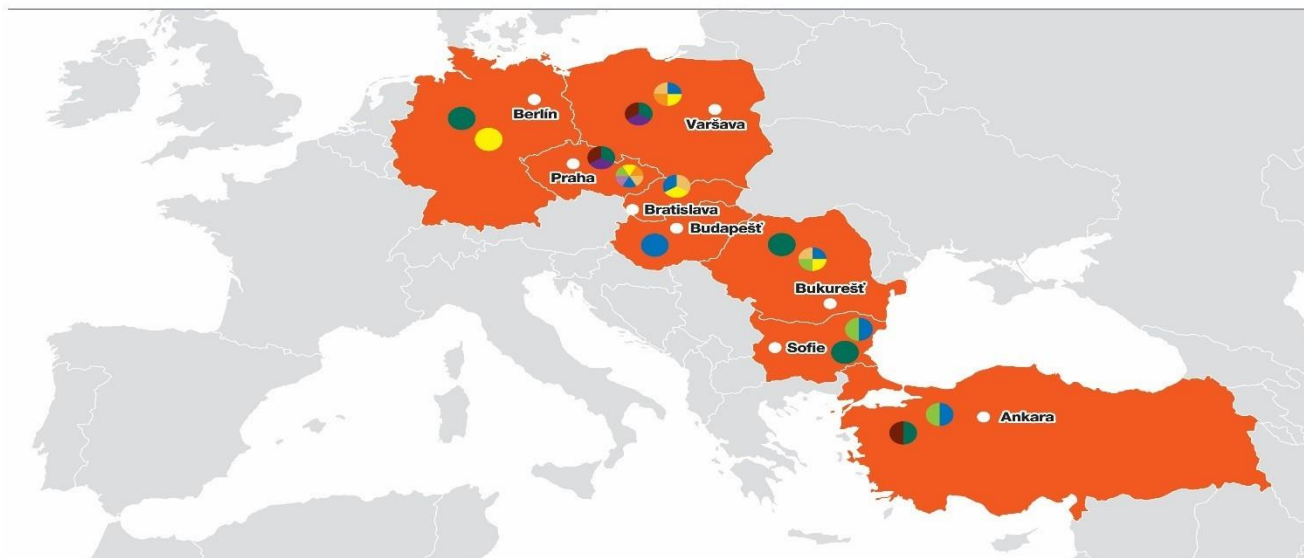 Berlín
Varšava
Praha
Bratislava
Budapešť
Bukurešť
Sofie
Ankara